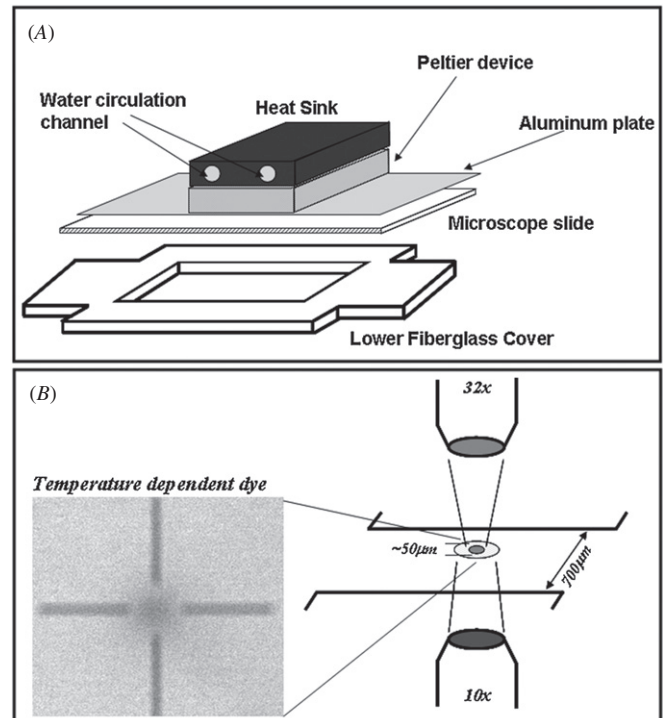 (A)
Peltier device
Water circulation
channel
Heat Sink
Aluminum plate
Microscope slide
Lower Fiberglass Cover
(B)
32x
Temperature dependent dye
~50μm
700μm
10x